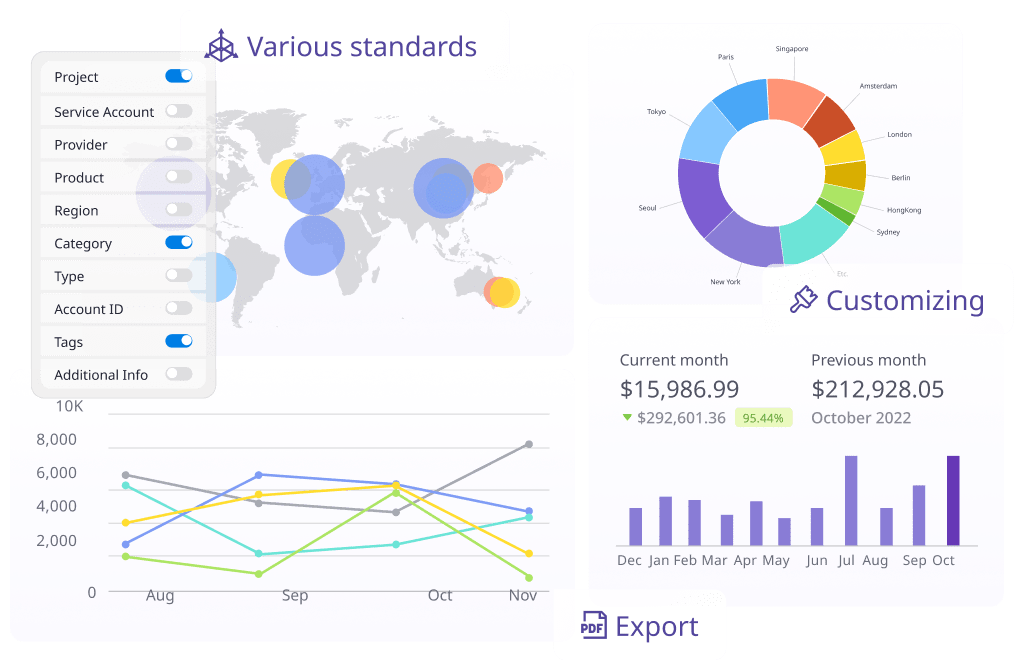 Various standards
Project
Service Account
Provider
Product
Region
Category
Type
Account ID
Tags
Additional Info
10K
8,000
6,000
4,000
2,000
0
Aug Sep Oct Nov
Singapore
Paris
Amsterdam
Tokyo
London
Berlin
Seoul
HongKong
Sydney
Etc.
New York
Customizing
Current month Previous month
$15,986.99 $212,928.05
$292,601.36 95.44% October 2022
Dec Jan Feb Mar Apr May Jun Jul Aug Sep Oct
PDF Export